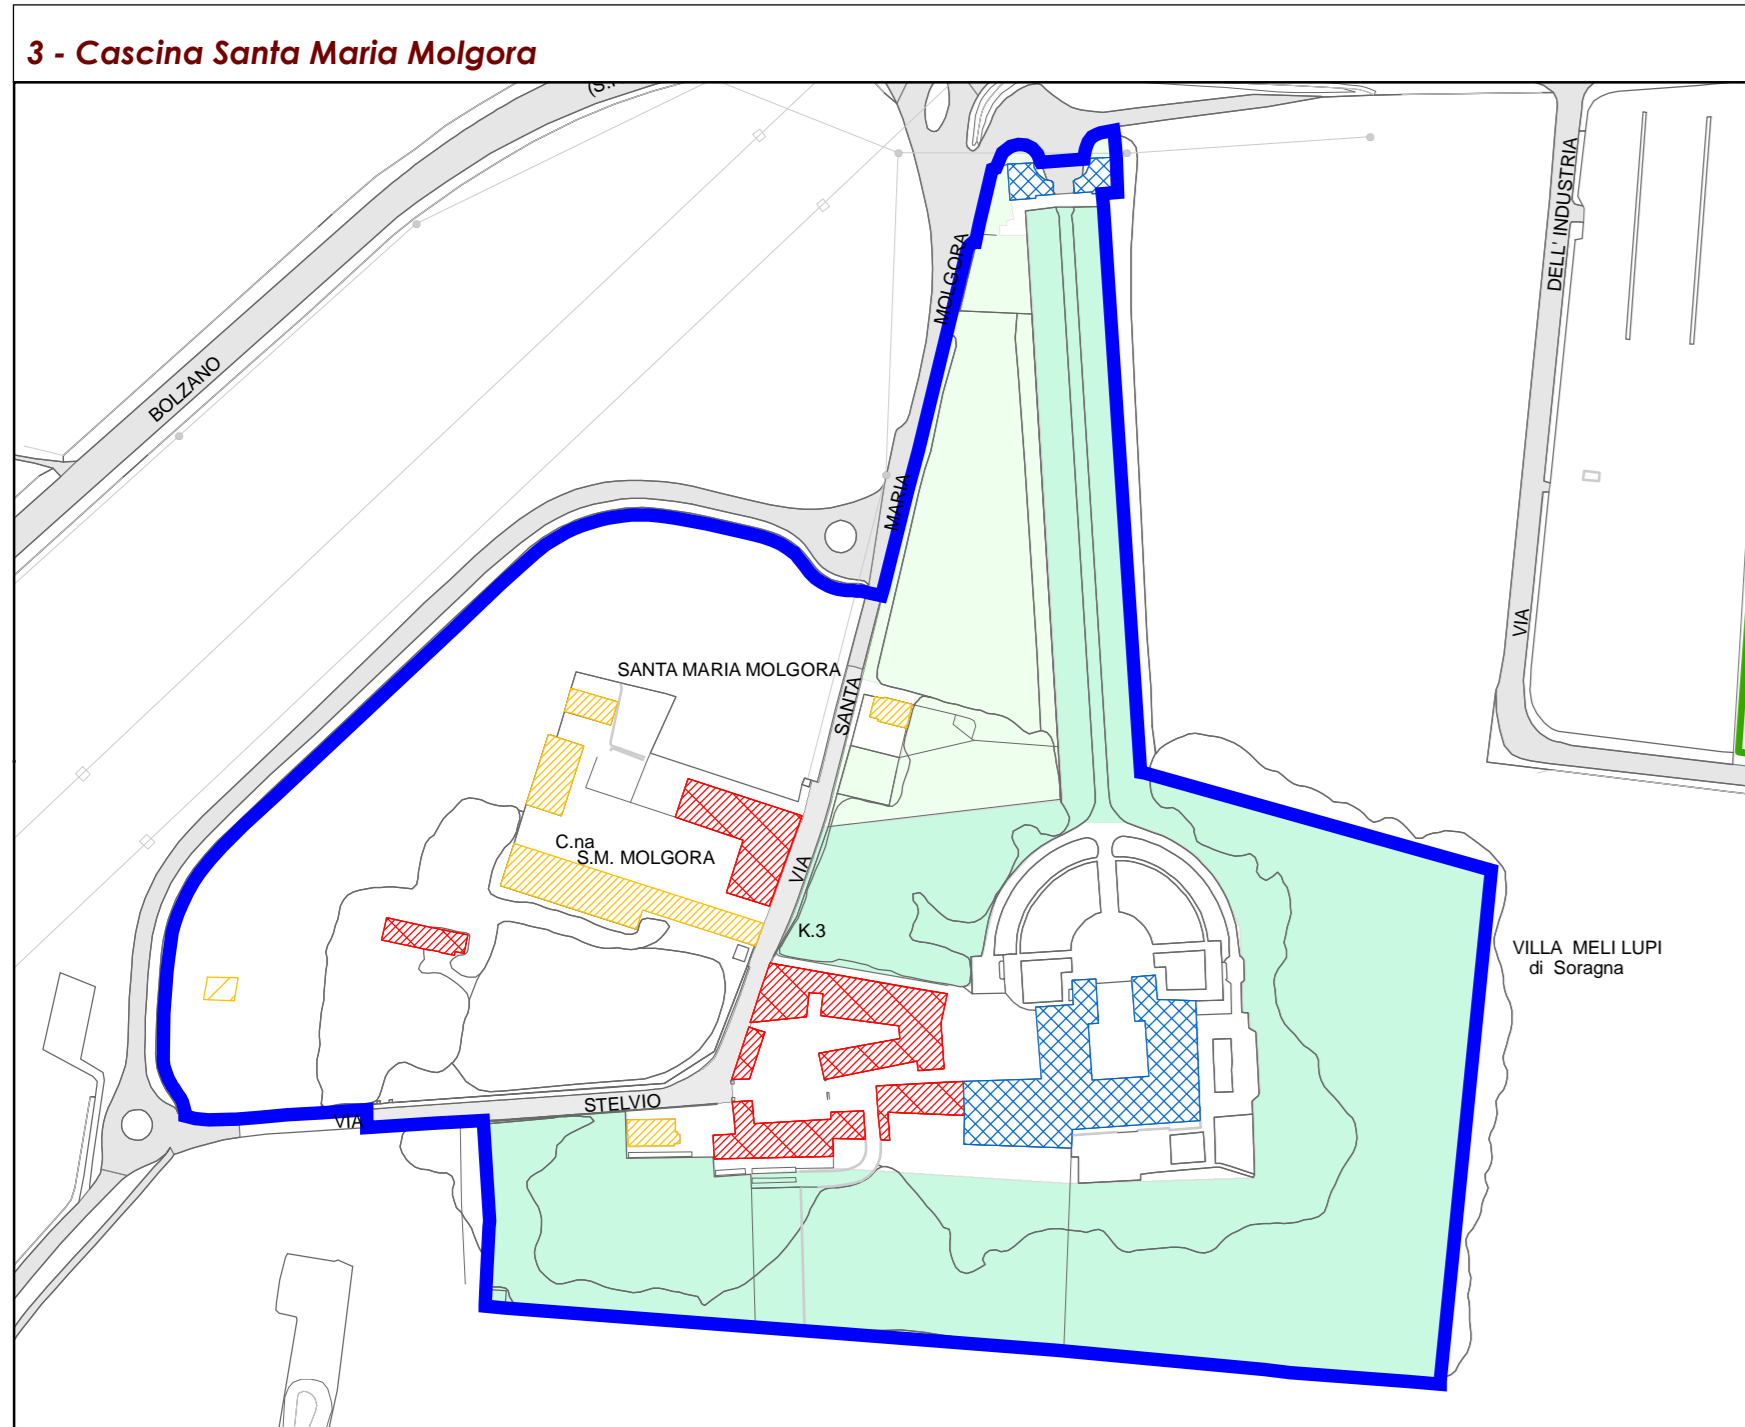 3 - Cascina Santa Maria Molgora
(S.
BOLZANO
MOLGORA
MARIA
SANTA
VIA
DELL' INDUSTRIA
VIA
SANTA MARIA MOLGORA
C.na
S.M. MOLGORA
K.3
VILLA MELI LUPI
di Soragna
VIA
STELVIO